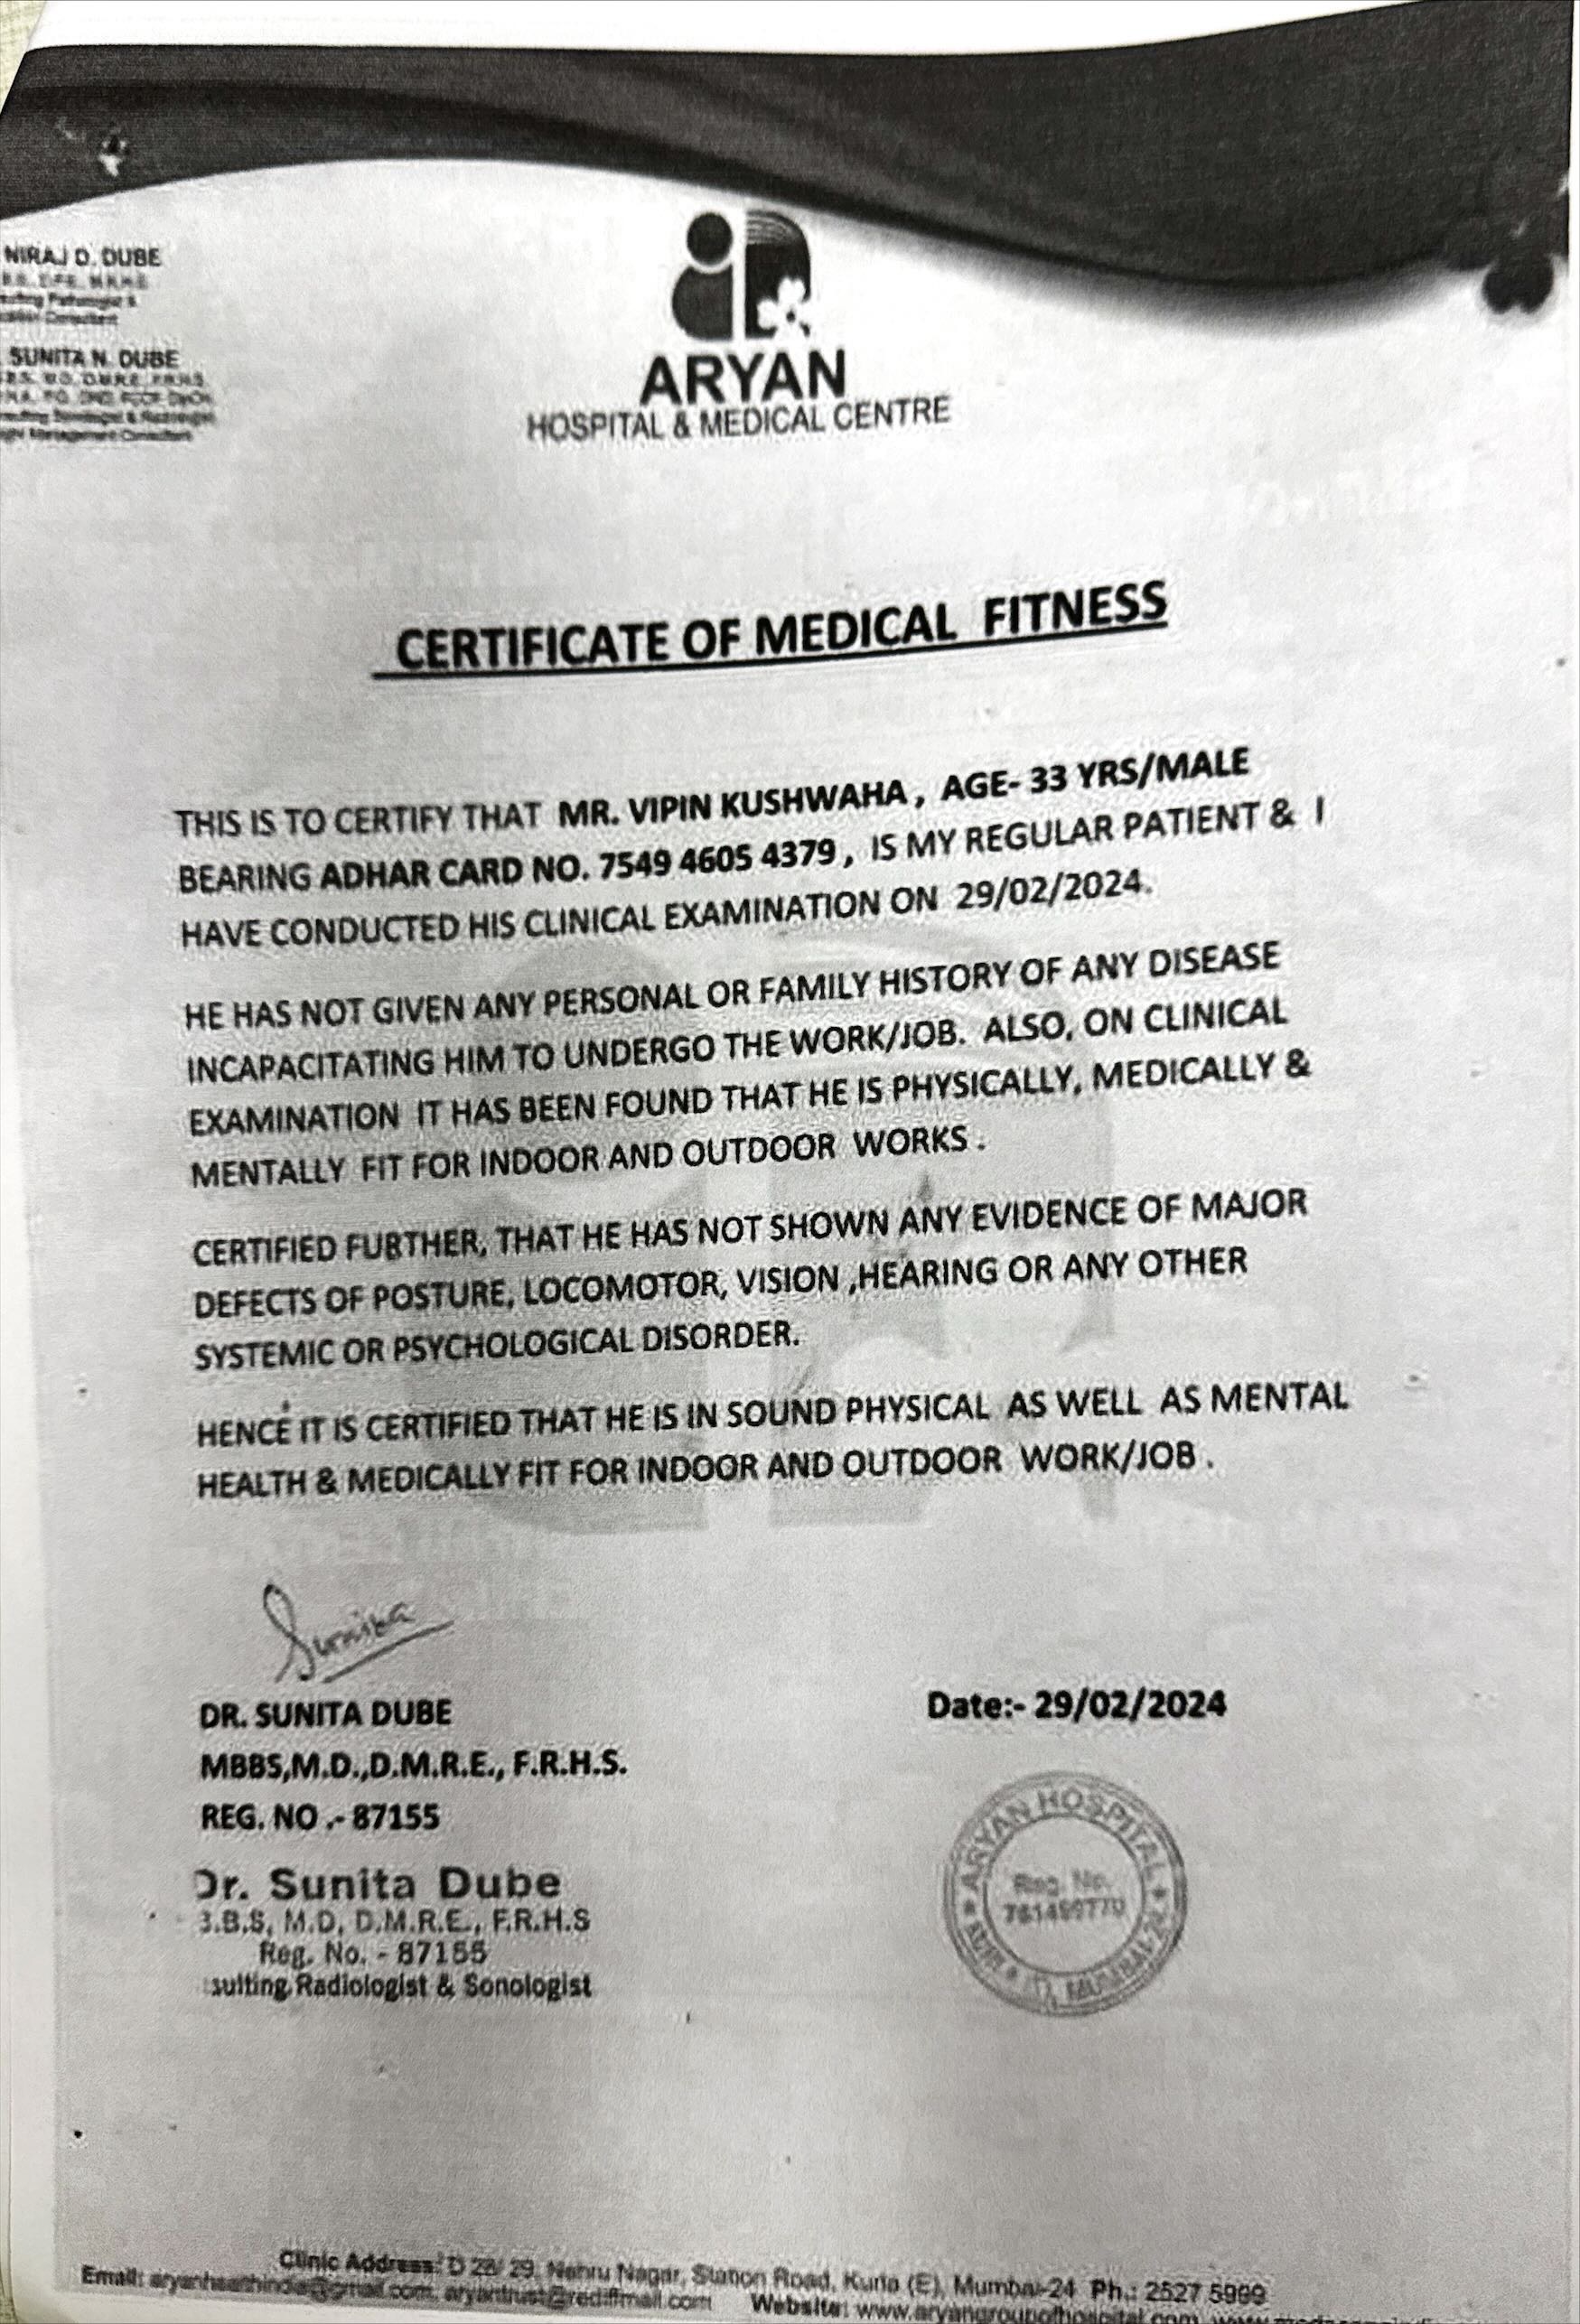 NIRAJ D. DUBE
SUNITA N. DUBE
ARYAN
HOSPITAL & MEDICAL CENTRE
CERTIFICATE OF MEDICAL FITNESS
THIS IS TO CERTIFY THAT MR. VIPIN KUSHWAHA , AGE- 33 YRS/MALE
BEARING ADHAR CARD NO. 7549 4605 4379 , IS MY REGULAR PATIENT & I
HAVE CONDUCTED HIS CLINICAL EXAMINATION ON 29/02/2024.
HE HAS NOT GIVEN ANY PERSONAL OR FAMILY HISTORY OF ANY DISEASE
INCAPACITATING HIM TO UNDERGO THE WORK/JOB. ALSO, ON CLINICAL
EXAMINATION IT HAS BEEN FOUND THAT HE IS PHYSICALLY, MEDICALLY &
MENTALLY FIT FOR INDOOR AND OUTDOOR WORKS .
CERTIFIED FURTHER, THAT HE HAS NOT SHOWN ANY EVIDENCE OF MAJOR
DEFECTS OF POSTURE, LOCOMOTOR, VISION ,HEARING OR ANY OTHER
SYSTEMIC OR PSYCHOLOGICAL DISORDER.
HENCE IT IS CERTIFIED THAT HE IS IN SOUND PHYSICAL AS WELL AS MENTAL
HEALTH & MEDICALLY FIT FOR INDOOR AND OUTDOOR WORK/JOB .
Sunita
DR. SUNITA DUBE
MBBS,M.D.,D.M.R.E., F.R.H.S.
REG. NO .- 87155
Date:- 29/02/2024
Dr. Sunita Dube
B.B.S, M.D, D.M.R.E., F.R.H.S
Reg. No. - 87155
sulting Radiologist & Sonologist
ARYAN HOSPITAL
Reg. No.
Clinic Address: D 28/ 29, Nehru Nagar, Station Road, Kurla (E), Mumbai-24 Ph.: 2527 5999
Email: aryanhealthindia@gmail.com, aryantrust@rediffmail.com Website: www.aryangroupofhospital.com